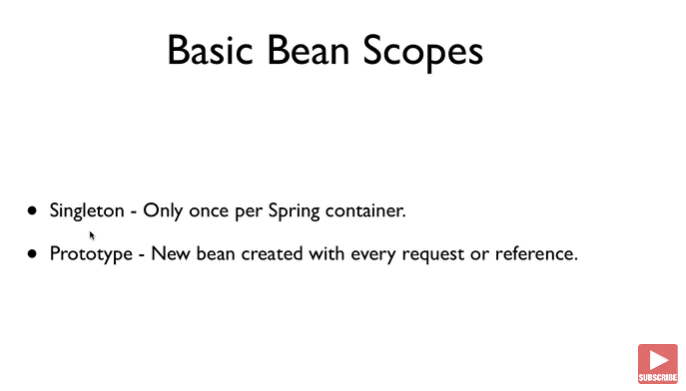 Basic Bean Scopes
• Singleton - Only once per Spring container.
• Prototype - New bean created with every request or reference.
SUBSCRIBE